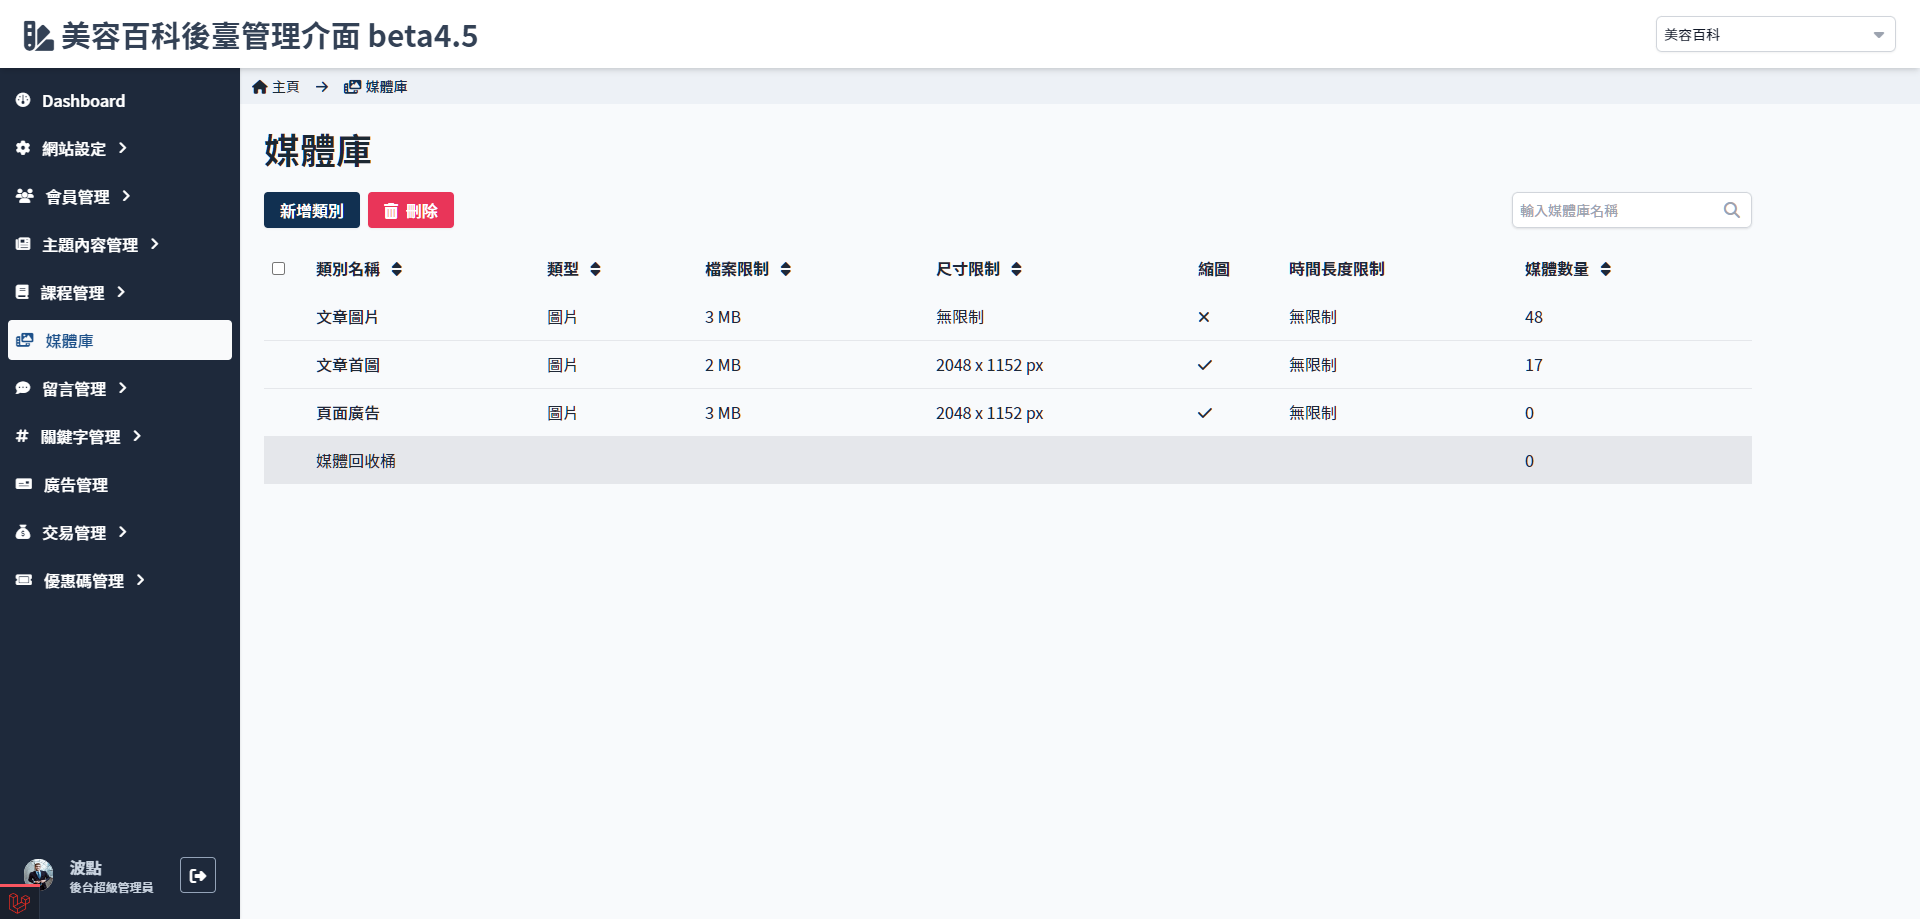 美容百科後臺管理介面 beta4.5
美容百科
Dashboard
網站設定
會員管理
主題內容管理
課程管理
媒體庫
留言管理
# 關鍵字管理
廣告管理
交易管理
優惠碼管理
波點
後台超級管理員
主頁 → 媒體庫
媒體庫
新增類別 刪除
輸入媒體庫名稱
類別名稱 類型 檔案限制 尺寸限制 縮圖 時間長度限制 媒體數量
文章圖片 圖片 3 MB 無限制 無限制 48
文章首圖 圖片 2 MB 2048 x 1152 px 無限制 17
頁面廣告 圖片 3 MB 2048 x 1152 px 無限制 0
媒體回收桶 0